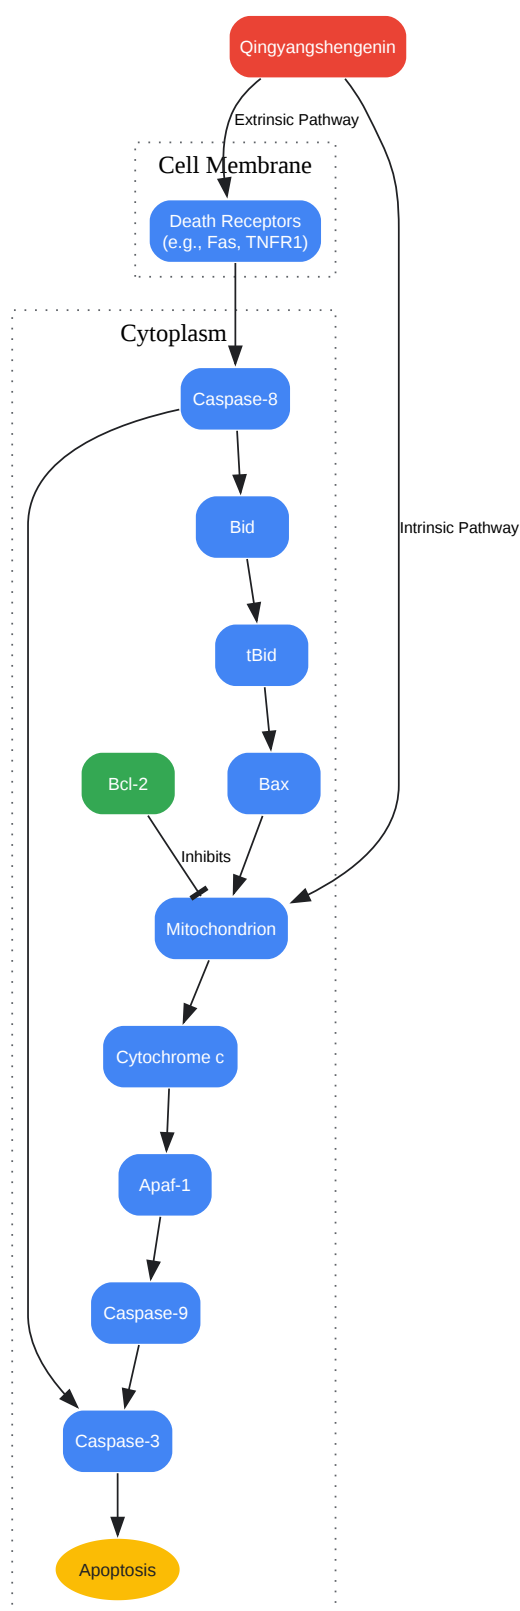 Qingyangshengenin
Extrinsic Pathway
Cell Membrane
Death Receptors
(e.g., Fas, TNFR1)
Cytoplasm
Caspase-8
Bid
Intrinsic Pathway
tBid
Bcl-2
Bax
Inhibits
Mitochondrion
Cytochrome c
Apaf-1
Caspase-9
Caspase-3
Apoptosis